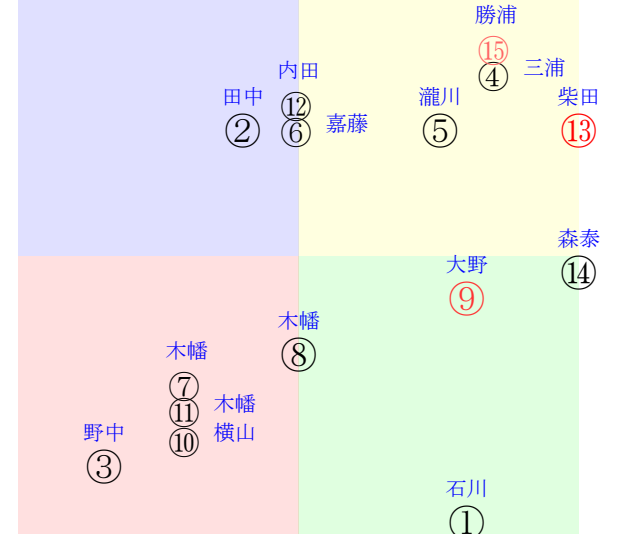 勝浦
⑮
④ 三浦
内田
⑫
⑥ 嘉藤
田中
②
瀧川
⑤
柴田
⑬
森泰
⑭
大野
⑨
木幡
⑧
木幡
⑦
⑪ 木幡
⑩ 横山
野中
③
石川
①